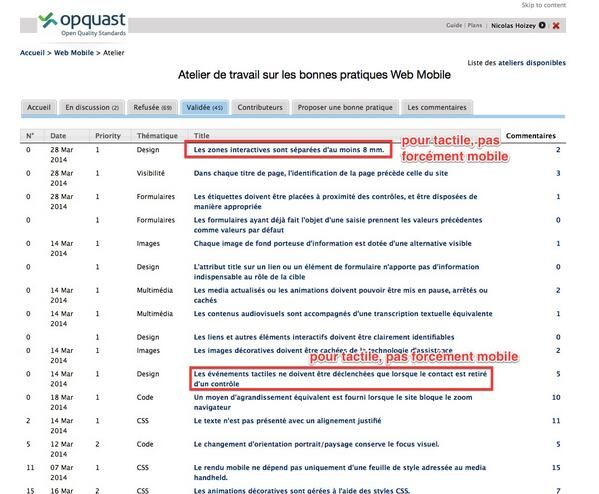 Skip to content
opquast
Open Quality Standards
Guide | Plans | Nicolas Hoizey
Accueil > Web Mobile > Atelier
Liste des ateliers disponibles
Atelier de travail sur les bonnes pratiques Web Mobile
Accueil En discussion (2) Refusée (69) Validée (45) Contributeurs Proposer une bonne pratique Les commentaires
N° Date Priority Thématique Title Commentaires
0 28 Mar 2014 1 Design Les zones interactives sont séparées d'au moins 8 mm. 2
pour tactile, pas
forcément mobile
0 28 Mar 2014 1 Visibilité Dans chaque titre de page, l'identification de la page précède celle du site 3
0 28 Mar 2014 1 Formulaires Les étiquettes doivent être placées à proximité des contrôles, et être disposées de
manière appropriée 1
0 1 Formulaires Les formulaires ayant déjà fait l'objet d'une saisie prennent les valeurs précédentes
comme valeurs par défaut 0
0 14 Mar 2014 1 Images Chaque image de fond porteuse d'information est dotée d'une alternative visible 1
0 1 Design L'attribut title sur un lien ou un élément de formulaire n'apporte pas d'information
indispensable au rôle de la cible 0
0 14 Mar 2014 1 Multimédia Les media actualisés ou les animations doivent pouvoir être mis en pause, arrêtés ou
cachés 2
0 14 Mar 2014 1 Multimédia Les contenus audiovisuels sont accompagnés d'une transcription textuelle équivalente 1
0 1 Design Les liens et autres éléments interactifs doivent être clairement identifiables 0
0 14 Mar 2014 1 Images Les images décoratives doivent être cachées de la technologie d'assistance 2
pour tactile, pas forcément mobile
0 14 Mar 2014 1 Design Les événements tactiles ne doivent être déclenchées que lorsque le contact est retiré
d'un contrôle 5
0 18 Mar 2014 1 Code Un moyen d'agrandissement équivalent est fourni lorsque le site bloque le zoom
navigateur 10
2 14 Mar 2014 1 CSS Le texte n'est pas présenté avec un alignement justifié 11
5 12 Mar 2014 2 Code Le changement d'orientation portrait/paysage conserve le focus visuel. 5
11 07 Mar 2014 1 CSS Le rendu mobile ne dépend pas uniquement d'une feuille de style adressée au media
handheld. 15
15 16 Mar 2 CSS Les animations décoratives sont gérées à l'aide des styles CSS. 7